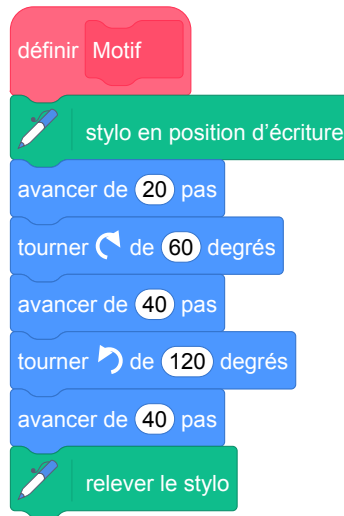 définir Motif
stylo en position d’écriture
avancer de 20 pas
tourner de 60 degrés
avancer de 40 pas
tourner de 120 degrés
avancer de 40 pas
relever le stylo